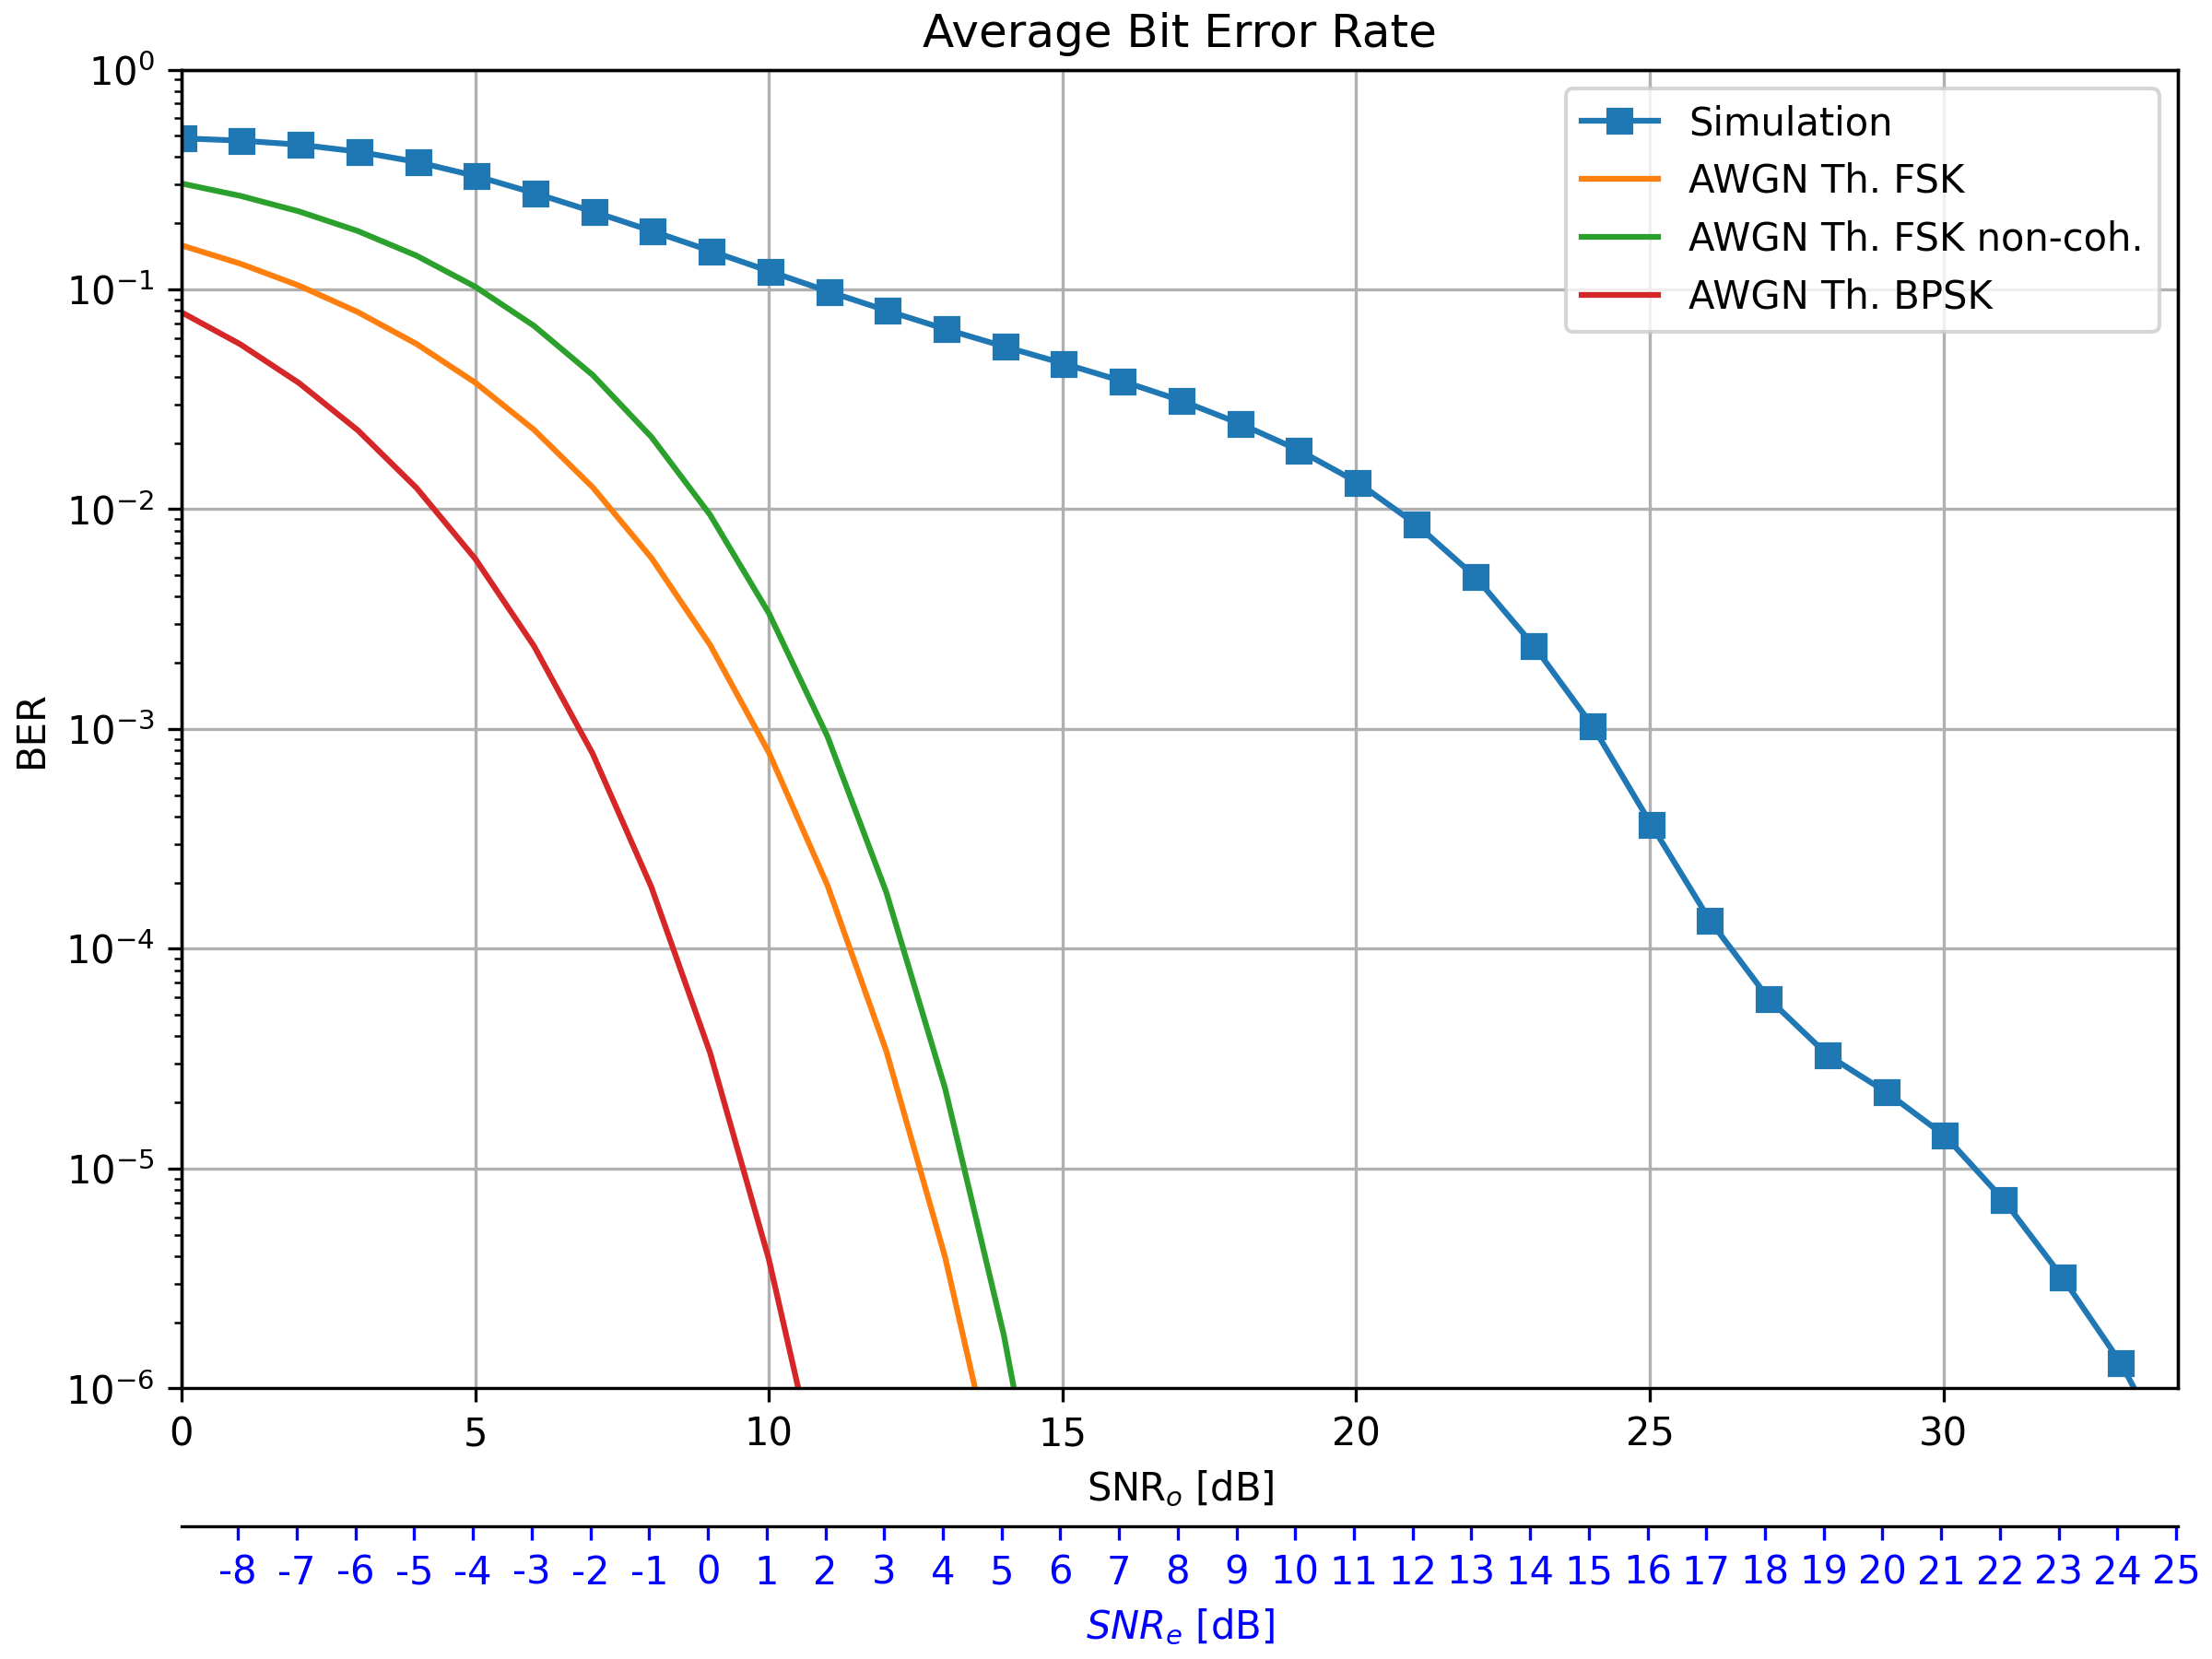 Average Bit Error Rate
Simulation
AWGN Th. FSK
AWGN Th. FSK non-coh.
AWGN Th. BPSK
10⁰
10⁻¹
10⁻²
10⁻³
10⁻⁴
10⁻⁵
10⁻⁶
BER
0 5 10 15 20 25 30
SNRₒ [dB]
-8 -7 -6 -5 -4 -3 -2 -1 0 1 2 3 4 5 6 7 8 9 10 11 12 13 14 15 16 17 18 19 20 21 22 23 24 25
SNRₑ [dB]